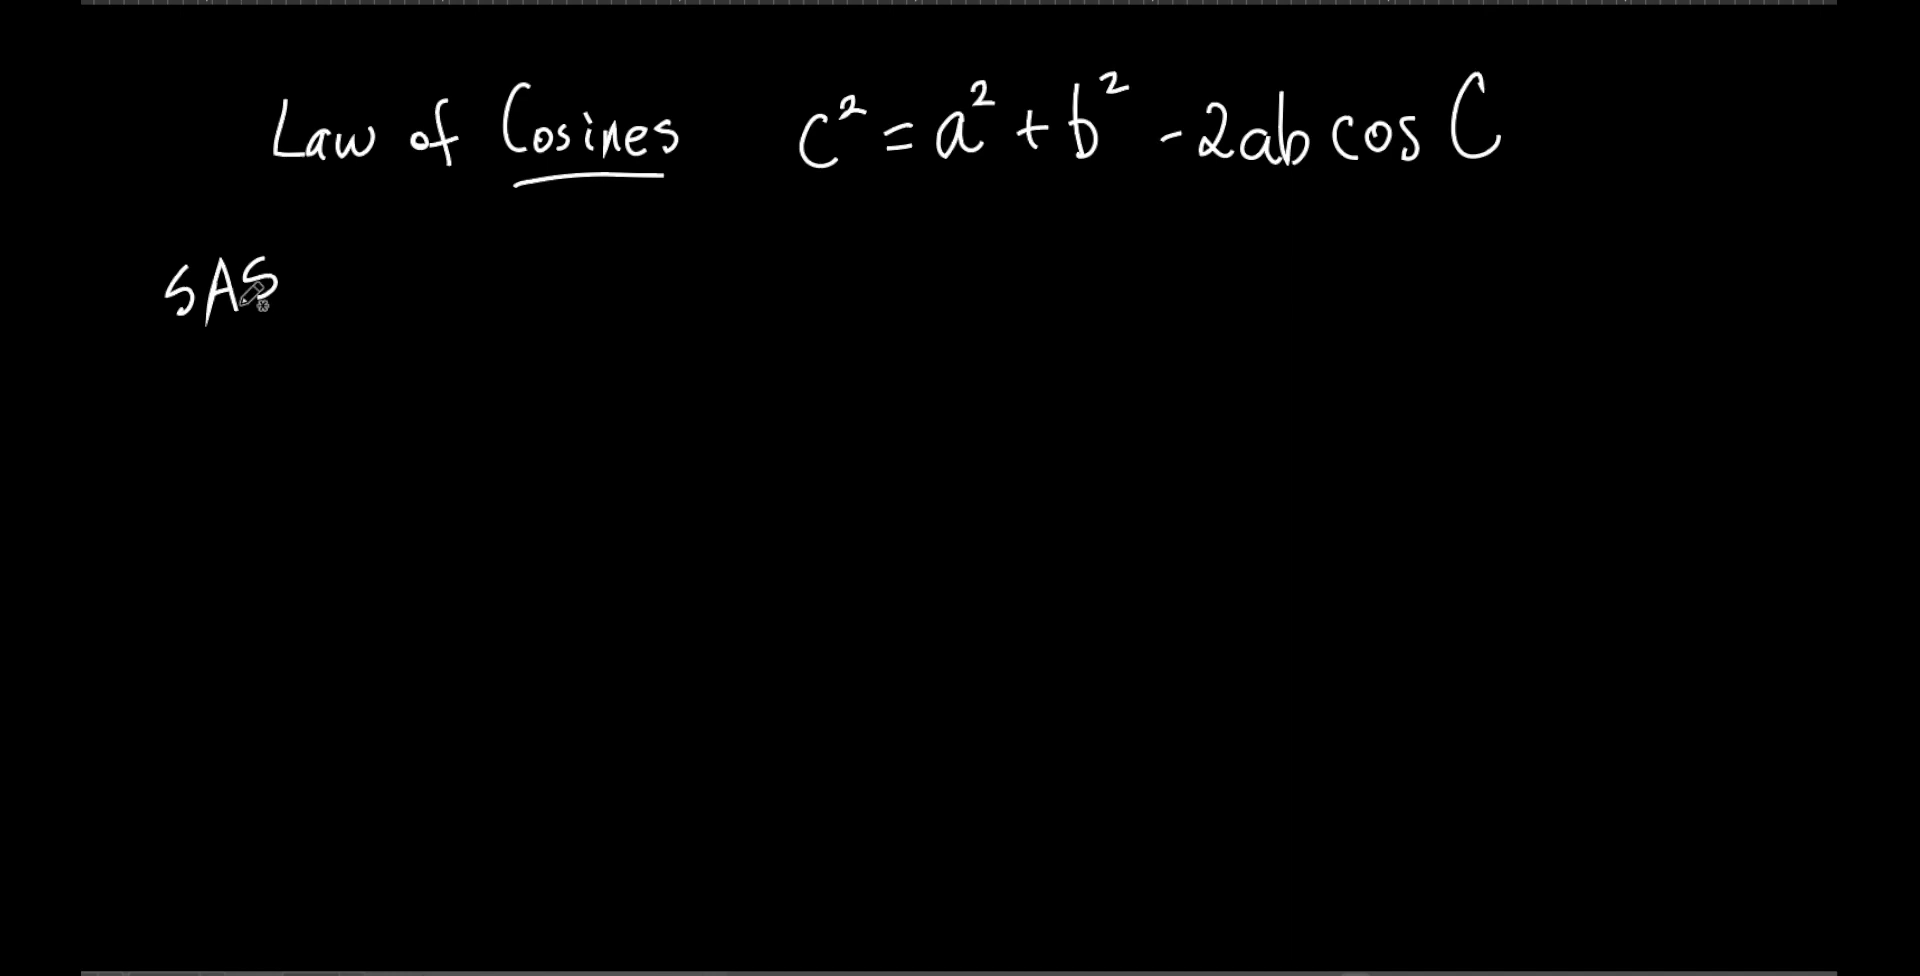 Law of Cosines c² = a² + b² - 2ab cos C
SAS